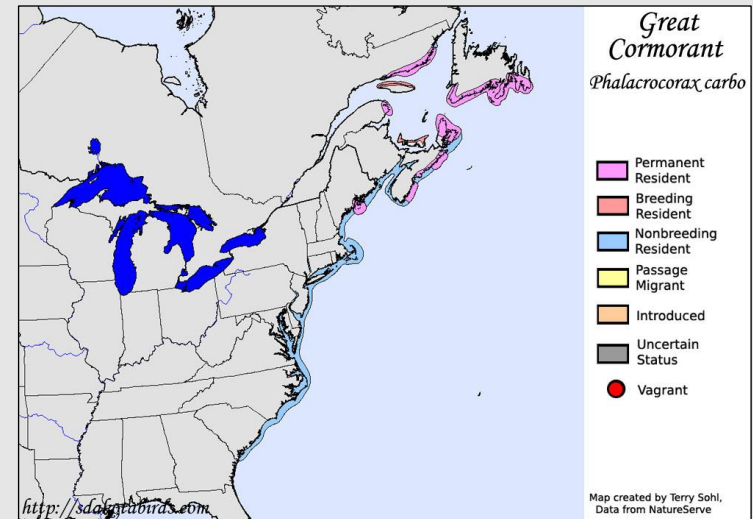 Great
Cormorant
Phalacrocorax carbo
Permanent
Resident
Breeding
Resident
Nonbreeding
Resident
Passage
Migrant
Introduced
Uncertain
Status
Vagrant
Map created by Terry Sohl,
Data from NatureServe
http://sdakotabirds.com